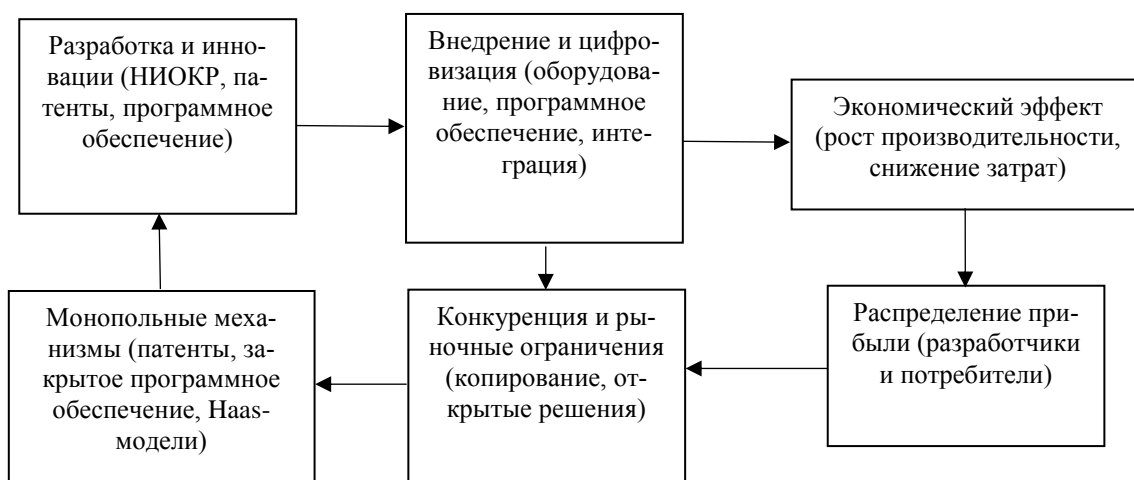 Разработка и инно-
вации (НИОКР, па-
тенты, программное
обеспечение)
Внедрение и цифро-
визация (оборудова-
ние, программное
обеспечение, инте-
грация)
Экономический эффект
(рост производительности,
снижение затрат)
Монопольные меха-
низмы (патенты, за-
крытое программное
обеспечение, Haas-
модели)
Конкуренция и ры-
ночные ограничения
(копирование, от-
крытые решения)
Распределение при-
были (разработчики
и потребители)